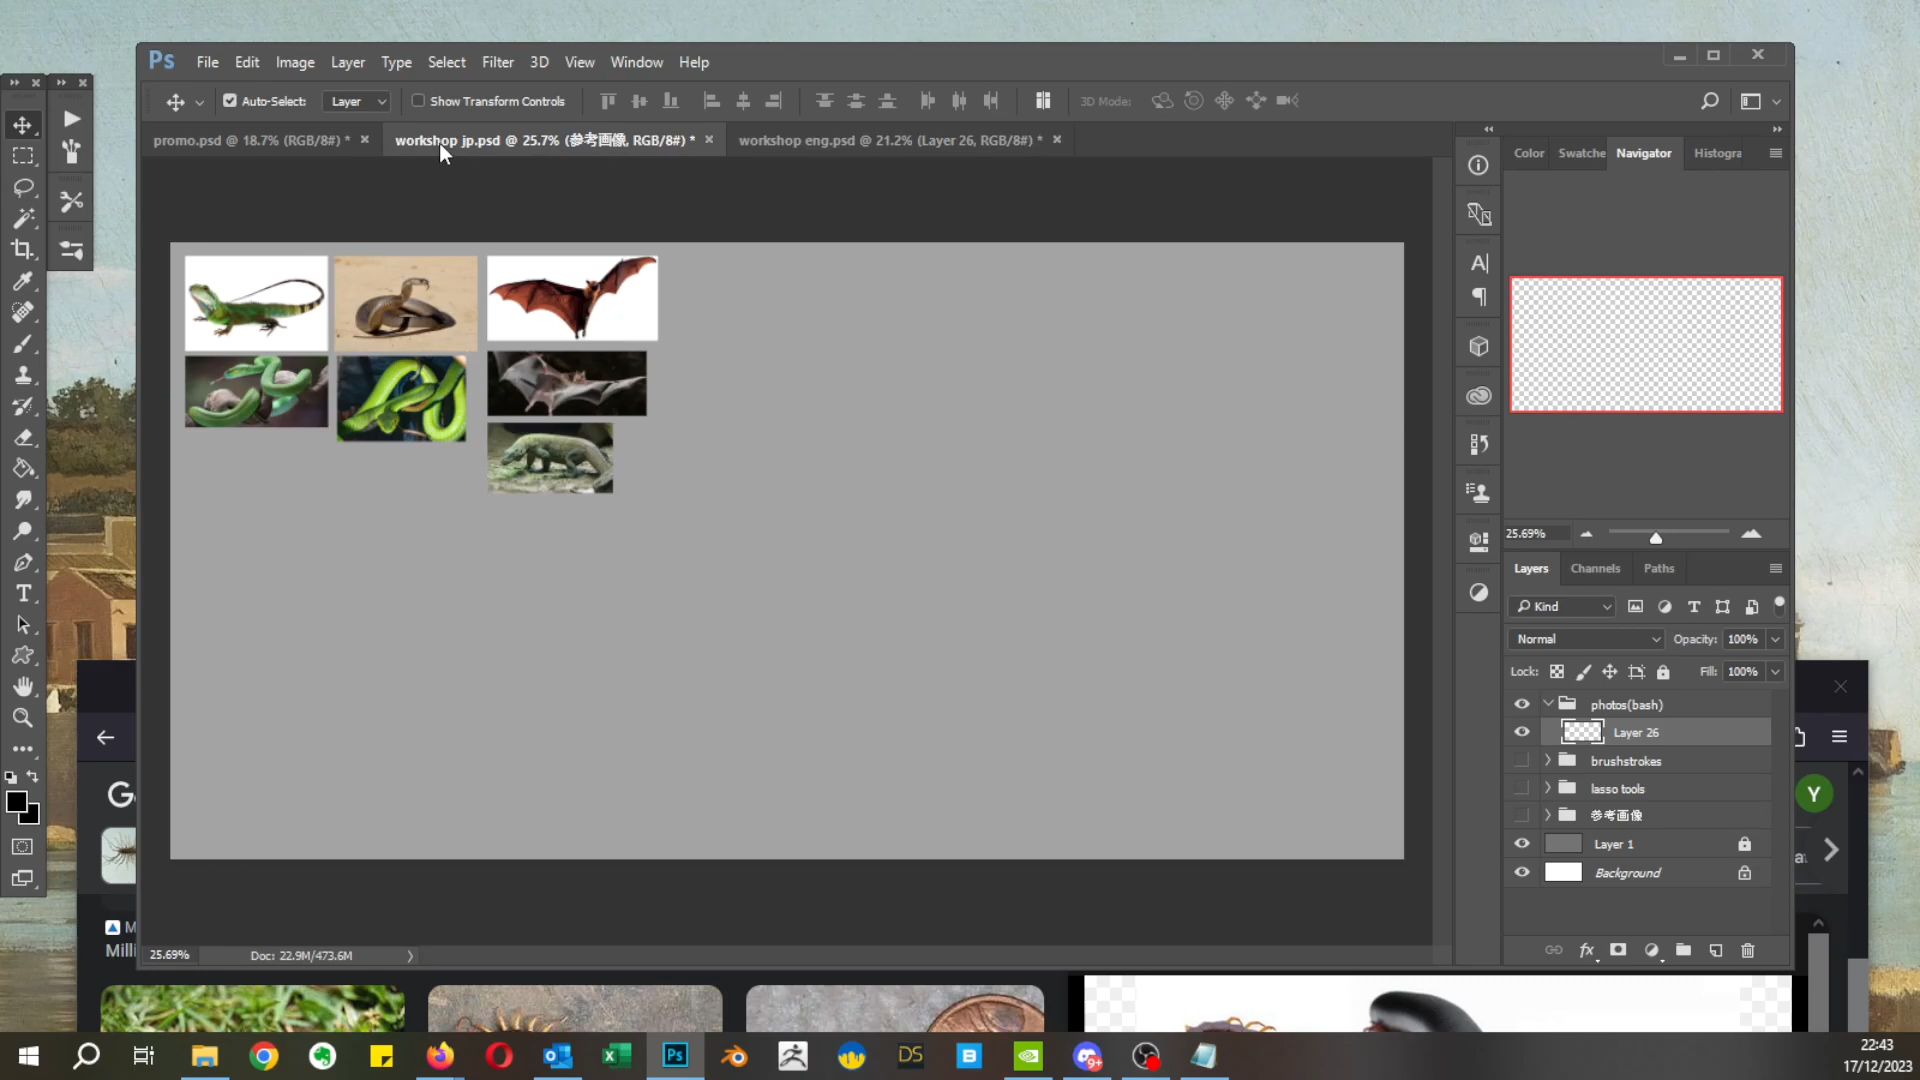 Ps File Edit Image Layer Type Select Filter 3D View Window Help
Auto-Select: Layer Show Transform Controls 3D Mode:
promo.psd @ 18.7% (RGB/8#) * workshop jp.psd @ 25.7% (参考画像, RGB/8#) * workshop eng.psd @ 21.2% (Layer 26, RGB/8#) *
Color Swatche Navigator Histogra
25.69%
Layers Channels Paths
Kind
Normal Opacity: 100%
Lock: Fill: 100%
photos(bash)
Layer 26
brushstrokes
lasso tools
参考画像
Layer 1
Background
25.69% Doc: 22.9M/473.6M
Y
M
Milli
Ps DS B 9+
22:43
17/12/2023